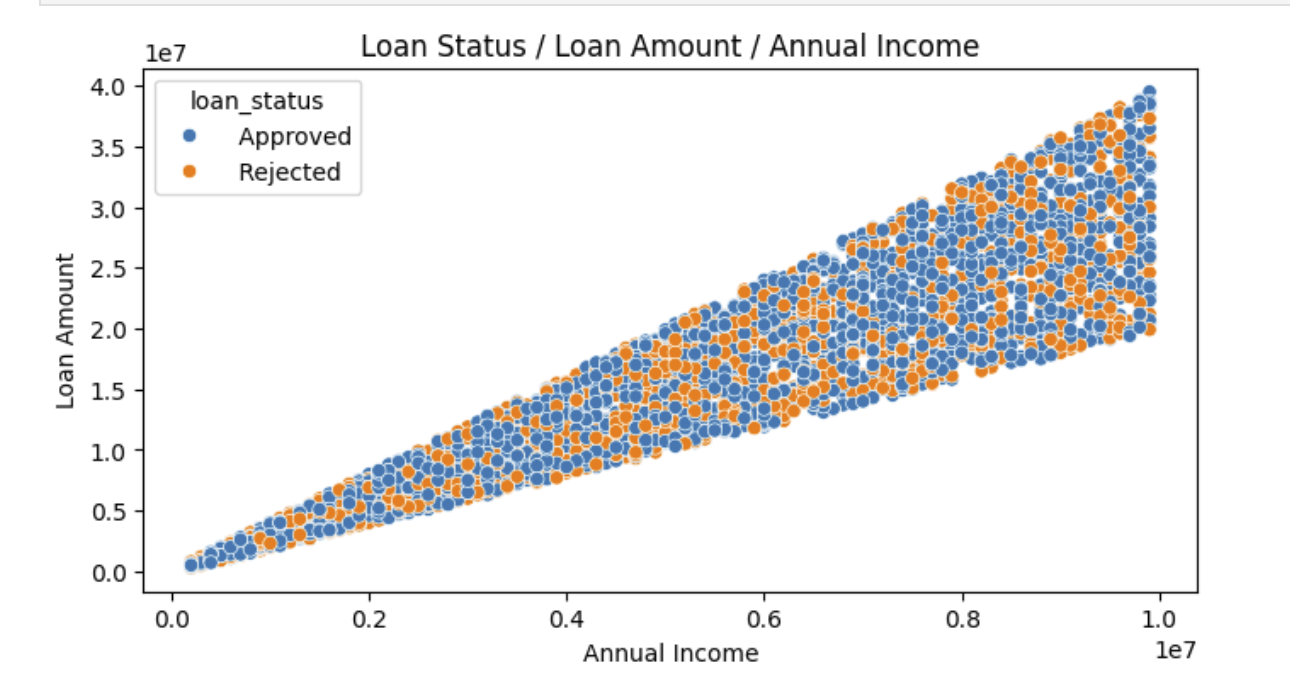 Loan Status / Loan Amount / Annual Income
1e7
loan_status
Approved
Rejected
4.0
3.5
3.0
2.5
2.0
1.5
1.0
0.5
0.0
Loan Amount
0.0 0.2 0.4 0.6 0.8 1.0
Annual Income
1e7